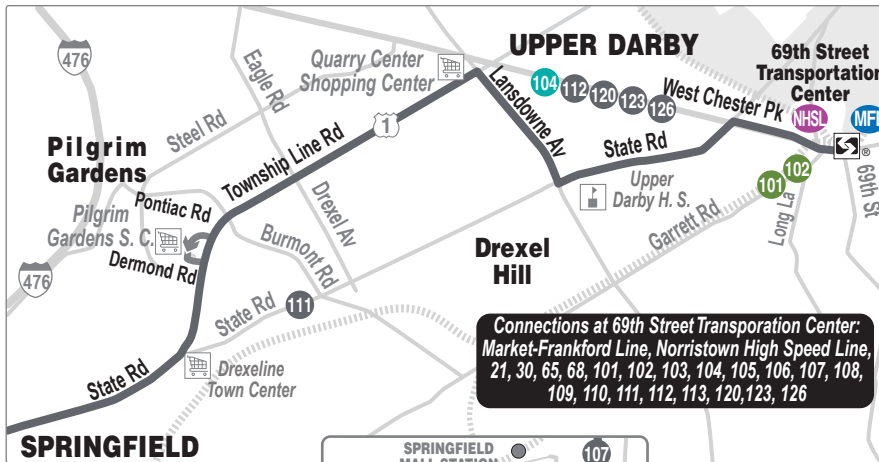 476
Eagle Rd
Quarry Center
Shopping Center
UPPER DARBY
69th Street
Transportation
Center
104
112
120
123
126
West Chester Pk
NHSL
MFL
®
Steel Rd
1
Lansdowne Av
State Rd
Pilgrim
Gardens
Township Line Rd
Upper
Darby H. S.
101
102
69th St
Long La
Garrett Rd
Pontiac Rd
Pilgrim
Gardens S. C.
Drexel Av
Dermond Rd
Burmont Rd
Drexel
Hill
476
State Rd
111
Connections at 69th Street Transporation Center:
Market-Frankford Line, Norristown High Speed Line,
21, 30, 65, 68, 101, 102, 103, 104, 105, 106, 107, 108,
109, 110, 111, 112, 113, 120,123, 126
Drexeline
Town Center
State Rd
SPRINGFIELD
SPRINGFIELD
MALL STATION
107